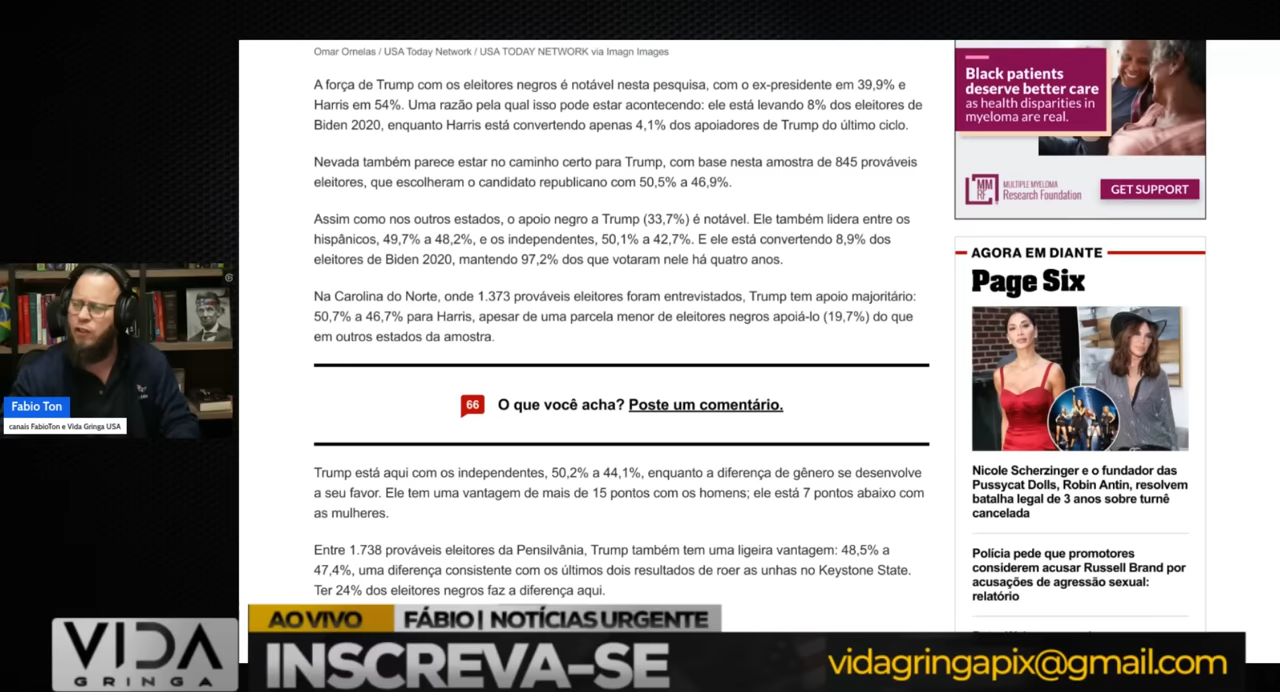 Omar Ornelas / USA Today Network / USA TODAY NETWORK via Imagn Images
A força de Trump com os eleitores negros é notável nesta pesquisa, com o ex-presidente em 39,9% e
Harris em 54%. Uma razão pela qual isso pode estar acontecendo: ele está levando 8% dos eleitores de
Biden 2020, enquanto Harris está convertendo apenas 4,1% dos apoiadores de Trump do último ciclo.
Nevada também parece estar no caminho certo para Trump, com base nesta amostra de 845 prováveis
eleitores, que escolheram o candidato republicano com 50,5% a 46,9%.
Assim como nos outros estados, o apoio negro a Trump (33,7%) é notável. Ele também lidera entre os
hispânicos, 49,7% a 48,2%, e os independentes, 50,1% a 42,7%. E ele está convertendo 8,9% dos
eleitores de Biden 2020, mantendo 97,2% dos que votaram nele há quatro anos.
Na Carolina do Norte, onde 1.373 prováveis eleitores foram entrevistados, Trump tem apoio majoritário:
50,7% a 46,7% para Harris, apesar de uma parcela menor de eleitores negros apoiá-lo (19,7%) do que
em outros estados da amostra.
66 O que você acha? Poste um comentário.
Trump está aqui com os independentes, 50,2% a 44,1%, enquanto a diferença de gênero se desenvolve
a seu favor. Ele tem uma vantagem de mais de 15 pontos com os homens; ele está 7 pontos abaixo com
as mulheres.
Entre 1.738 prováveis eleitores da Pensilvânia, Trump também tem uma ligeira vantagem: 48,5% a
47,4%, uma diferença consistente com os últimos dois resultados de roer as unhas no Keystone State.
Ter 24% dos eleitores negros faz a diferença aqui.
Black patients
deserve better care
as health disparities in
myeloma are real.
MM
RF
MULTIPLE MYELOMA
Research Foundation
GET SUPPORT
AGORA EM DIANTE
Page Six
Nicole Scherzinger e o fundador das
Pussycat Dolls, Robin Antin, resolvem
batalha legal de 3 anos sobre turnê
cancelada
Polícia pede que promotores
considerem acusar Russell Brand por
acusações de agressão sexual:
relatório
Fabio Ton
canais FabioTon e Vida Gringa USA
VIDA
GRINGA
AO VIVO
FÁBIO | NOTÍCIAS URGENTE
INSCREVA-SE
vidagringapix@gmail.com